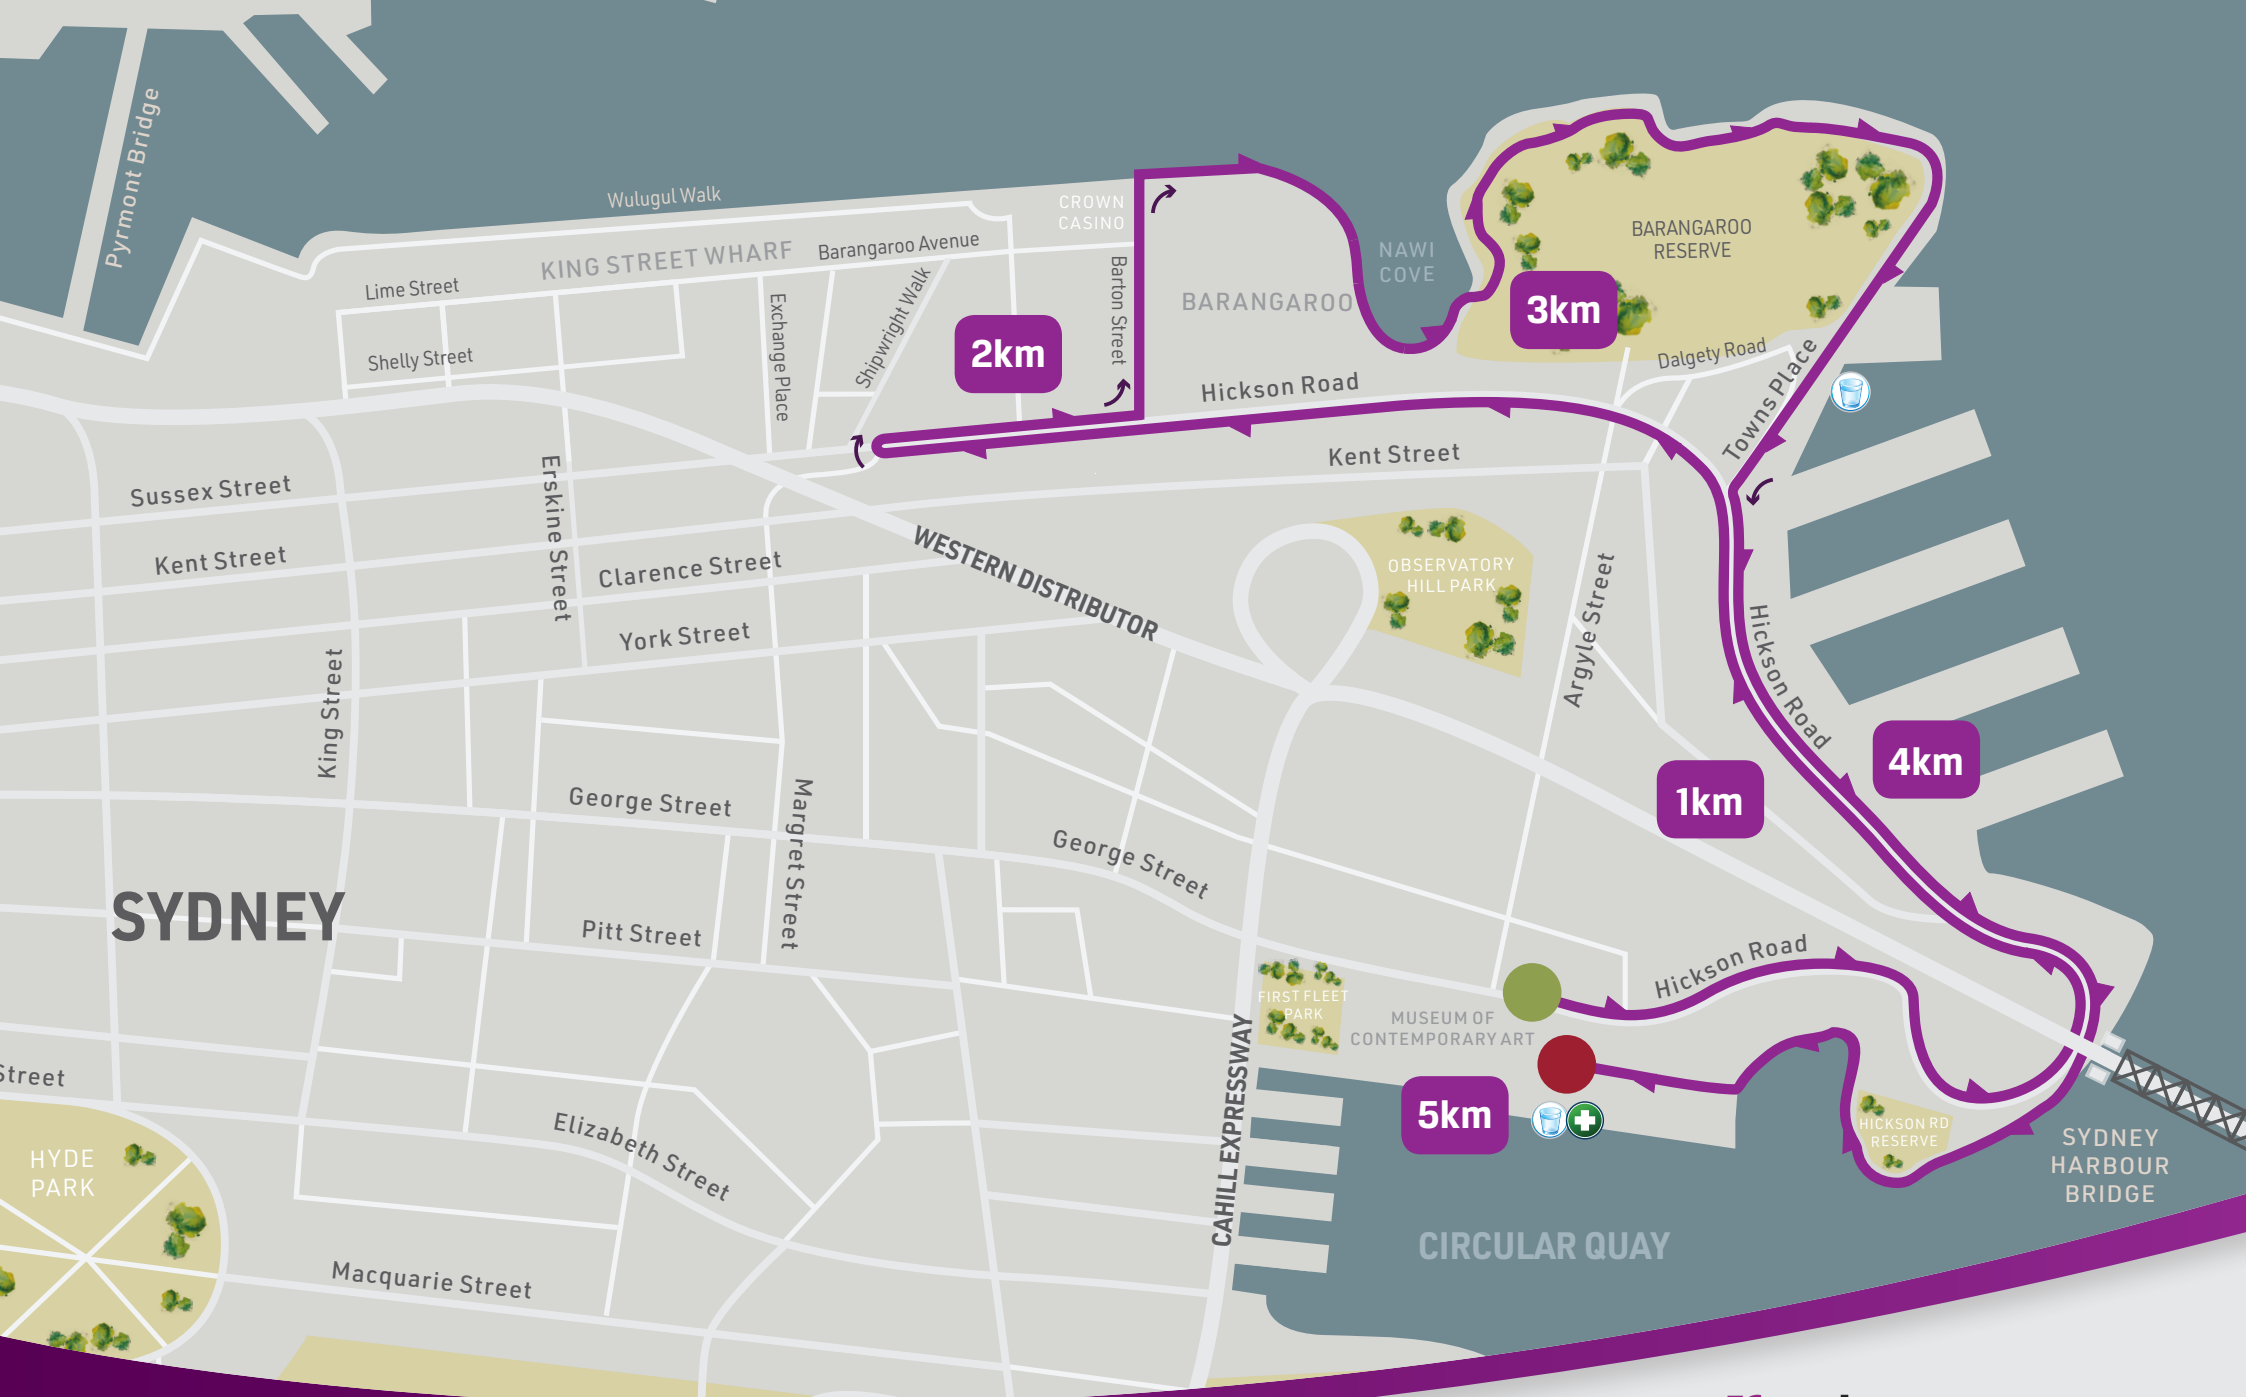 Pyrmont Bridge
Wulugul Walk
CROWN
CASINO
KING STREET WHARF
Barangaroo Avenue
Lime Street
Shelly Street
Exchange Place
Shipwright Walk
2km
Barton Street
BARANGAROO
NAWI
COVE
BARANGAROO
RESERVE
3km
Dalgety Road
Towns Place
Hickson Road
Kent Street
Sussex Street
Kent Street
Erskine Street
Clarence Street
York Street
WESTERN DISTRIBUTOR
OBSERVATORY
HILL PARK
Argyle Street
Hickson Road
King Street
George Street
Margret Street
George Street
1km
4km
SYDNEY
Pitt Street
Hickson Road
FIRST FLEET
PARK
MUSEUM OF
CONTEMPORARY ART
CAHILL EXPRESSWAY
5km
HICKSON RD
RESERVE
SYDNEY
HARBOUR
BRIDGE
Street
HYDE
PARK
Elizabeth Street
Macquarie Street
CIRCULAR QUAY